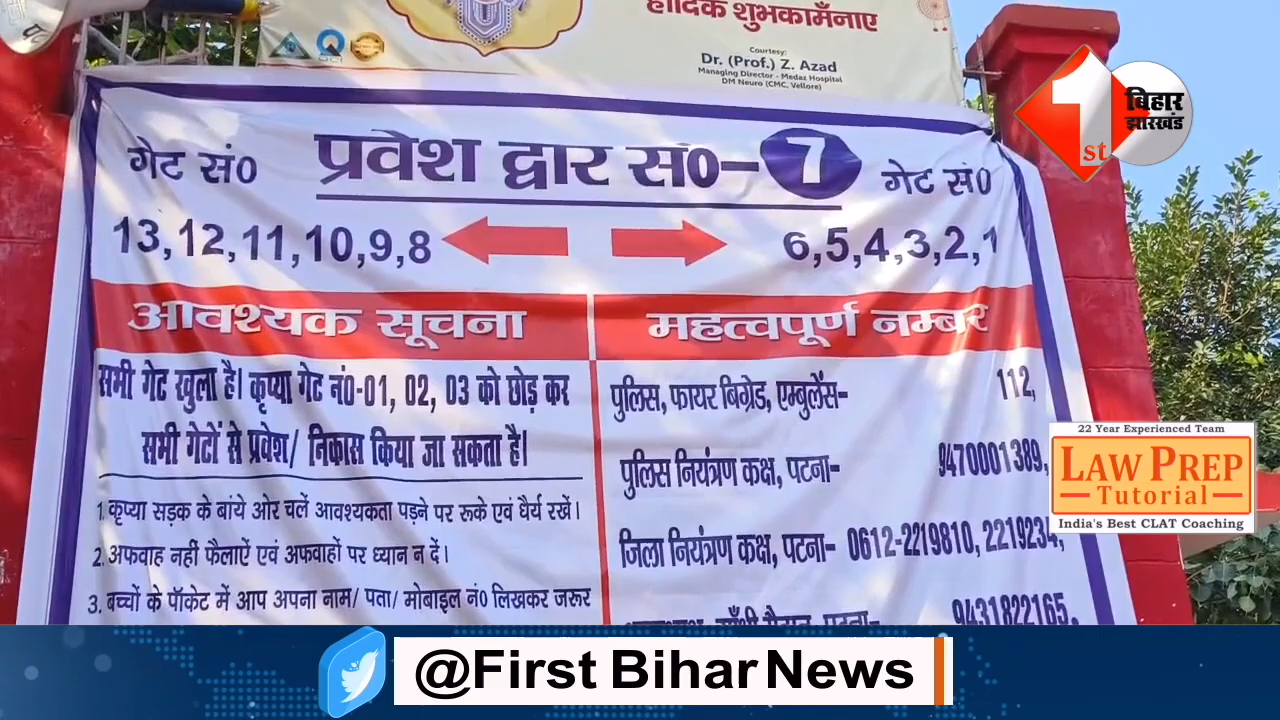 हार्दिक शुभकामँनाए
QCI
Courtesy:
Dr. (Prof.) Z. Azad
Managing Director - Medaz Hospital
DM Neuro (CMC, Vellore)
1st
बिहार
झारखंड
गेट सं0
प्रवेश द्वार सं0-7
गेट सं0
13,12,11,10,9,8
6,5,4,3,2,1
आवश्यक सूचना
महत्वपूर्ण नम्बर
सभी गेट खुला है। कृप्या गेट नं0-01, 02, 03 को छोड़ कर
सभी गेटों से प्रवेश/ निकास किया जा सकता है।
1. कृप्या सड़क के बांये ओर चलें आवश्यकता पड़ने पर रूके एवं धैर्य रखें।
2. अफवाह नहीं फैलाऐं एवं अफवाहों पर ध्यान न दें।
3. बच्चों के पॉकेट में आप अपना नाम/ पता/ मोबाइल नं0 लिखकर जरूर
पुलिस, फायर बिग्रेड, एम्बुलेंस- 112,
पुलिस नियंत्रण कक्ष, पटना- 9470001389,
जिला नियंत्रण कक्ष, पटना- 0612-2219810, 2219234,
9431822165,
22 Year Experienced Team
LAW PREP
Tutorial
India's Best CLAT Coaching
@First Bihar News